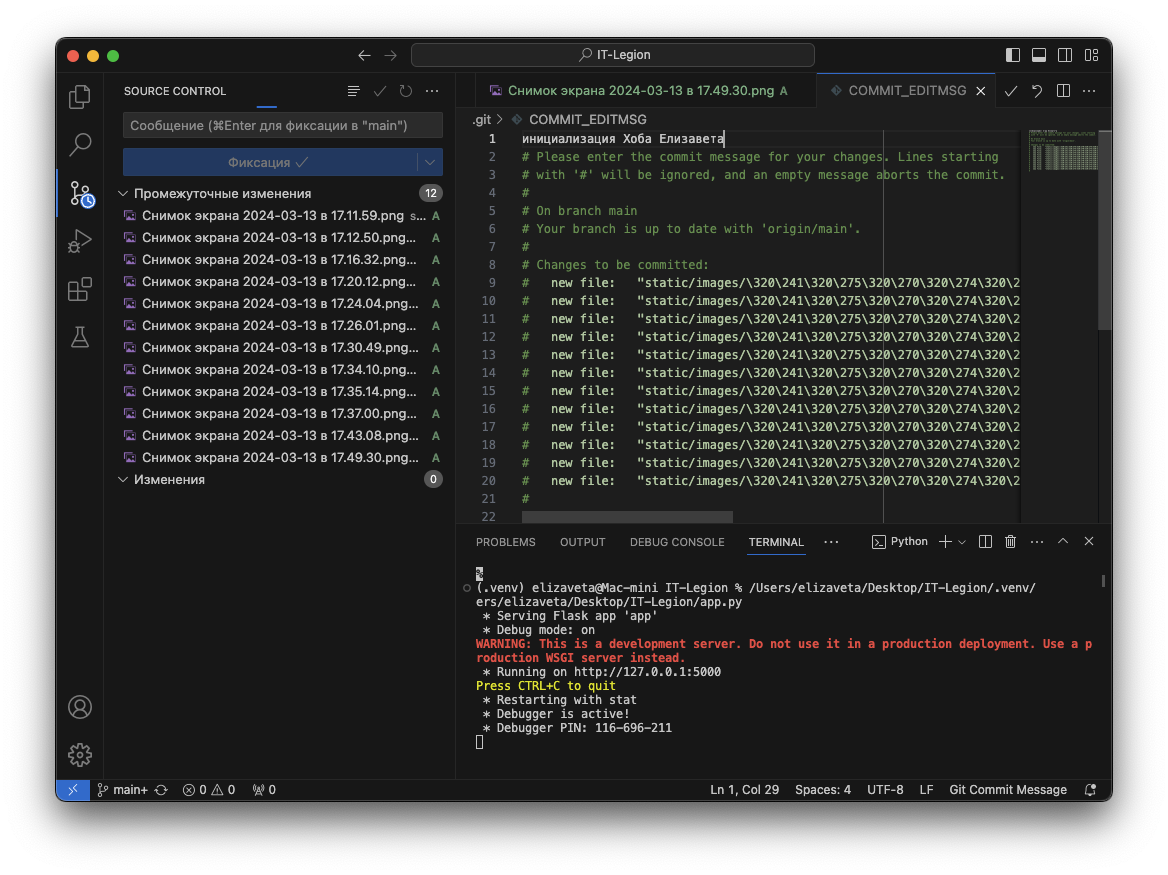 IT-Legion
SOURCE CONTROL
Сообщение (⌘Enter для фиксации в "main")
Фиксация
Промежуточные изменения 12
Снимок экрана 2024-03-13 в 17.11.59.png s... A
Снимок экрана 2024-03-13 в 17.12.50.png... A
Снимок экрана 2024-03-13 в 17.16.32.png... A
Снимок экрана 2024-03-13 в 17.20.12.png... A
Снимок экрана 2024-03-13 в 17.24.04.png... A
Снимок экрана 2024-03-13 в 17.26.01.png... A
Снимок экрана 2024-03-13 в 17.30.49.png... A
Снимок экрана 2024-03-13 в 17.34.10.png... A
Снимок экрана 2024-03-13 в 17.35.14.png... A
Снимок экрана 2024-03-13 в 17.37.00.png... A
Снимок экрана 2024-03-13 в 17.43.08.png... A
Снимок экрана 2024-03-13 в 17.49.30.png... A
Изменения 0
Снимок экрана 2024-03-13 в 17.49.30.png A
COMMIT_EDITMSG
.git > COMMIT_EDITMSG
1 инициализация Хоба Елизавета
2 # Please enter the commit message for your changes. Lines starting
3 # with '#' will be ignored, and an empty message aborts the commit.
4 #
5 # On branch main
6 # Your branch is up to date with 'origin/main'.
7 #
8 # Changes to be committed:
9 # new file: "static/images/\320\241\320\275\320\270\320\274\320\2
10 # new file: "static/images/\320\241\320\275\320\270\320\274\320\2
11 # new file: "static/images/\320\241\320\275\320\270\320\274\320\2
12 # new file: "static/images/\320\241\320\275\320\270\320\274\320\2
13 # new file: "static/images/\320\241\320\275\320\270\320\274\320\2
14 # new file: "static/images/\320\241\320\275\320\270\320\274\320\2
15 # new file: "static/images/\320\241\320\275\320\270\320\274\320\2
16 # new file: "static/images/\320\241\320\275\320\270\320\274\320\2
17 # new file: "static/images/\320\241\320\275\320\270\320\274\320\2
18 # new file: "static/images/\320\241\320\275\320\270\320\274\320\2
19 # new file: "static/images/\320\241\320\275\320\270\320\274\320\2
20 # new file: "static/images/\320\241\320\275\320\270\320\274\320\2
21 #
22
PROBLEMS OUTPUT DEBUG CONSOLE TERMINAL Python
%
(.venv) elizaveta@Mac-mini IT-Legion % /Users/elizaveta/Desktop/IT-Legion/.venv/
ers/elizaveta/Desktop/IT-Legion/app.py
* Serving Flask app 'app'
* Debug mode: on
WARNING: This is a development server. Do not use it in a production deployment. Use a p
roduction WSGI server instead.
* Running on http://127.0.0.1:5000
Press CTRL+C to quit
* Restarting with stat
* Debugger is active!
* Debugger PIN: 116-696-211
main+ 0 0 0 Ln 1, Col 29 Spaces: 4 UTF-8 LF Git Commit Message